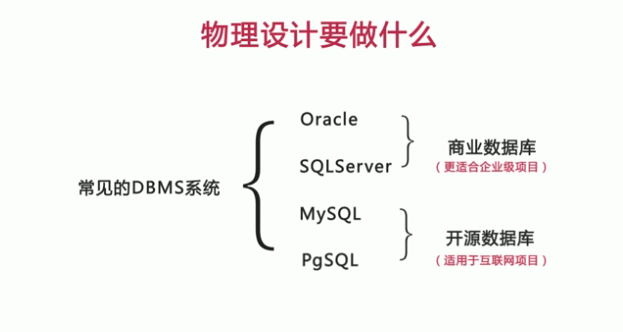 物理设计要做什么
常见的DBMS系统
Oracle
SQLServer
商业数据库
（更适合企业级项目）
MySQL
PgSQL
开源数据库
（适用于互联网项目）